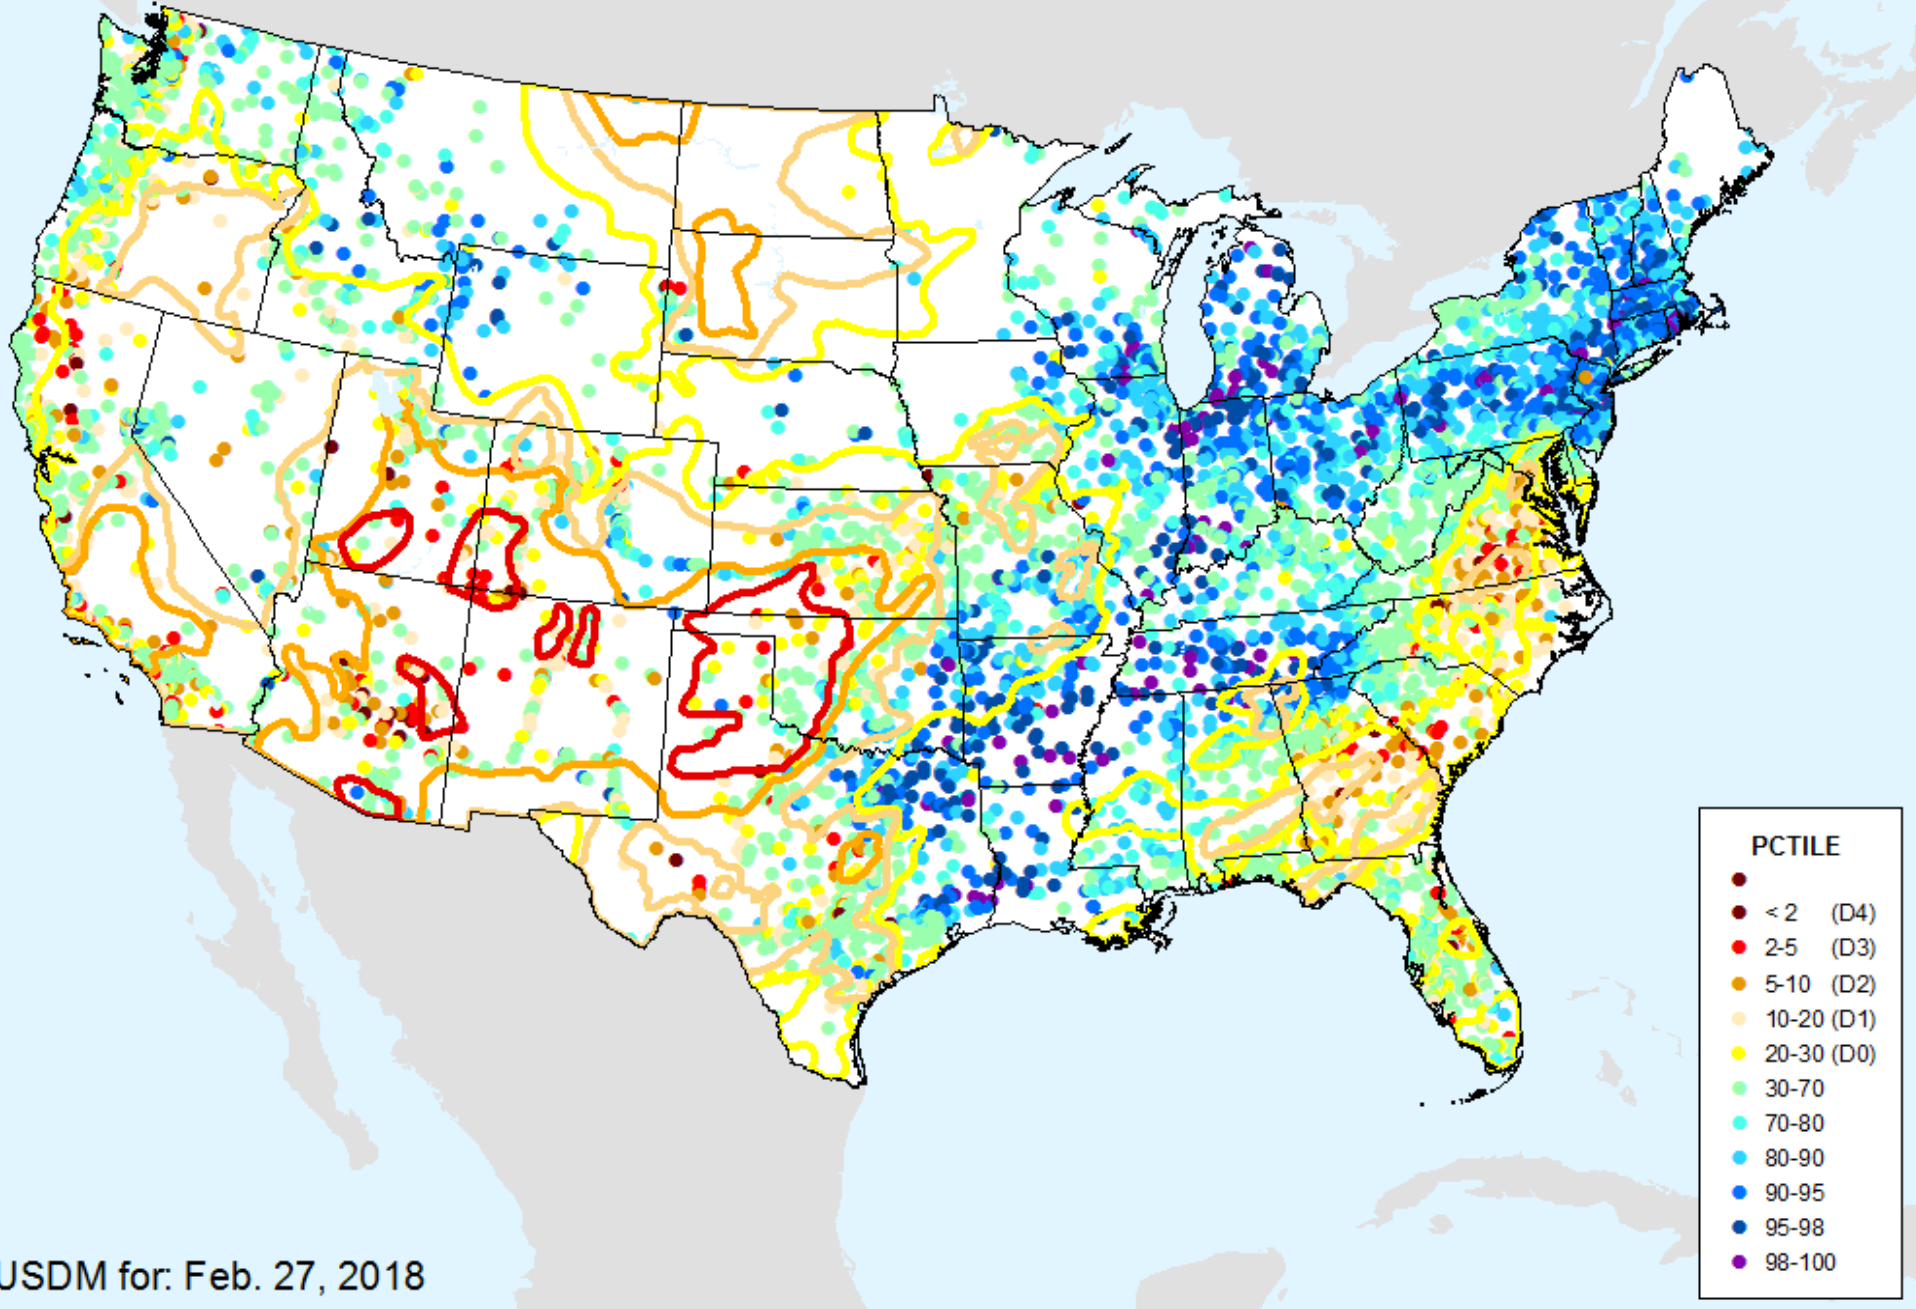 PCTILE
< 2 (D4)
2-5 (D3)
5-10 (D2)
10-20 (D1)
20-30 (D0)
30-70
70-80
80-90
90-95
95-98
98-100
USDM for: Feb. 27, 2018